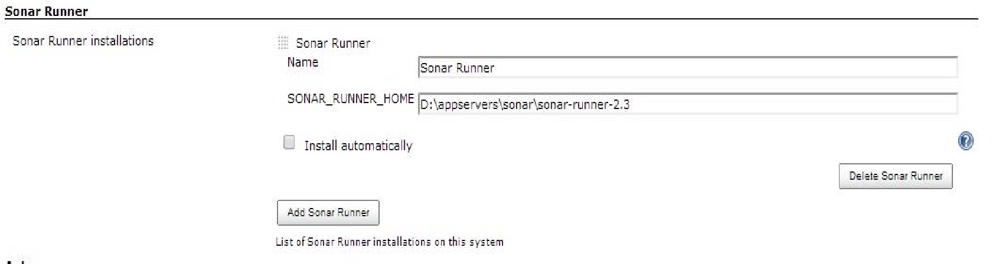 Sonar Runner
Sonar Runner installations
Sonar Runner
Name
Sonar Runner
SONAR_RUNNER_HOME
D:\appservers\sonar\sonar-runner-2.3
Install automatically
?
Delete Sonar Runner
Add Sonar Runner
List of Sonar Runner installations on this system